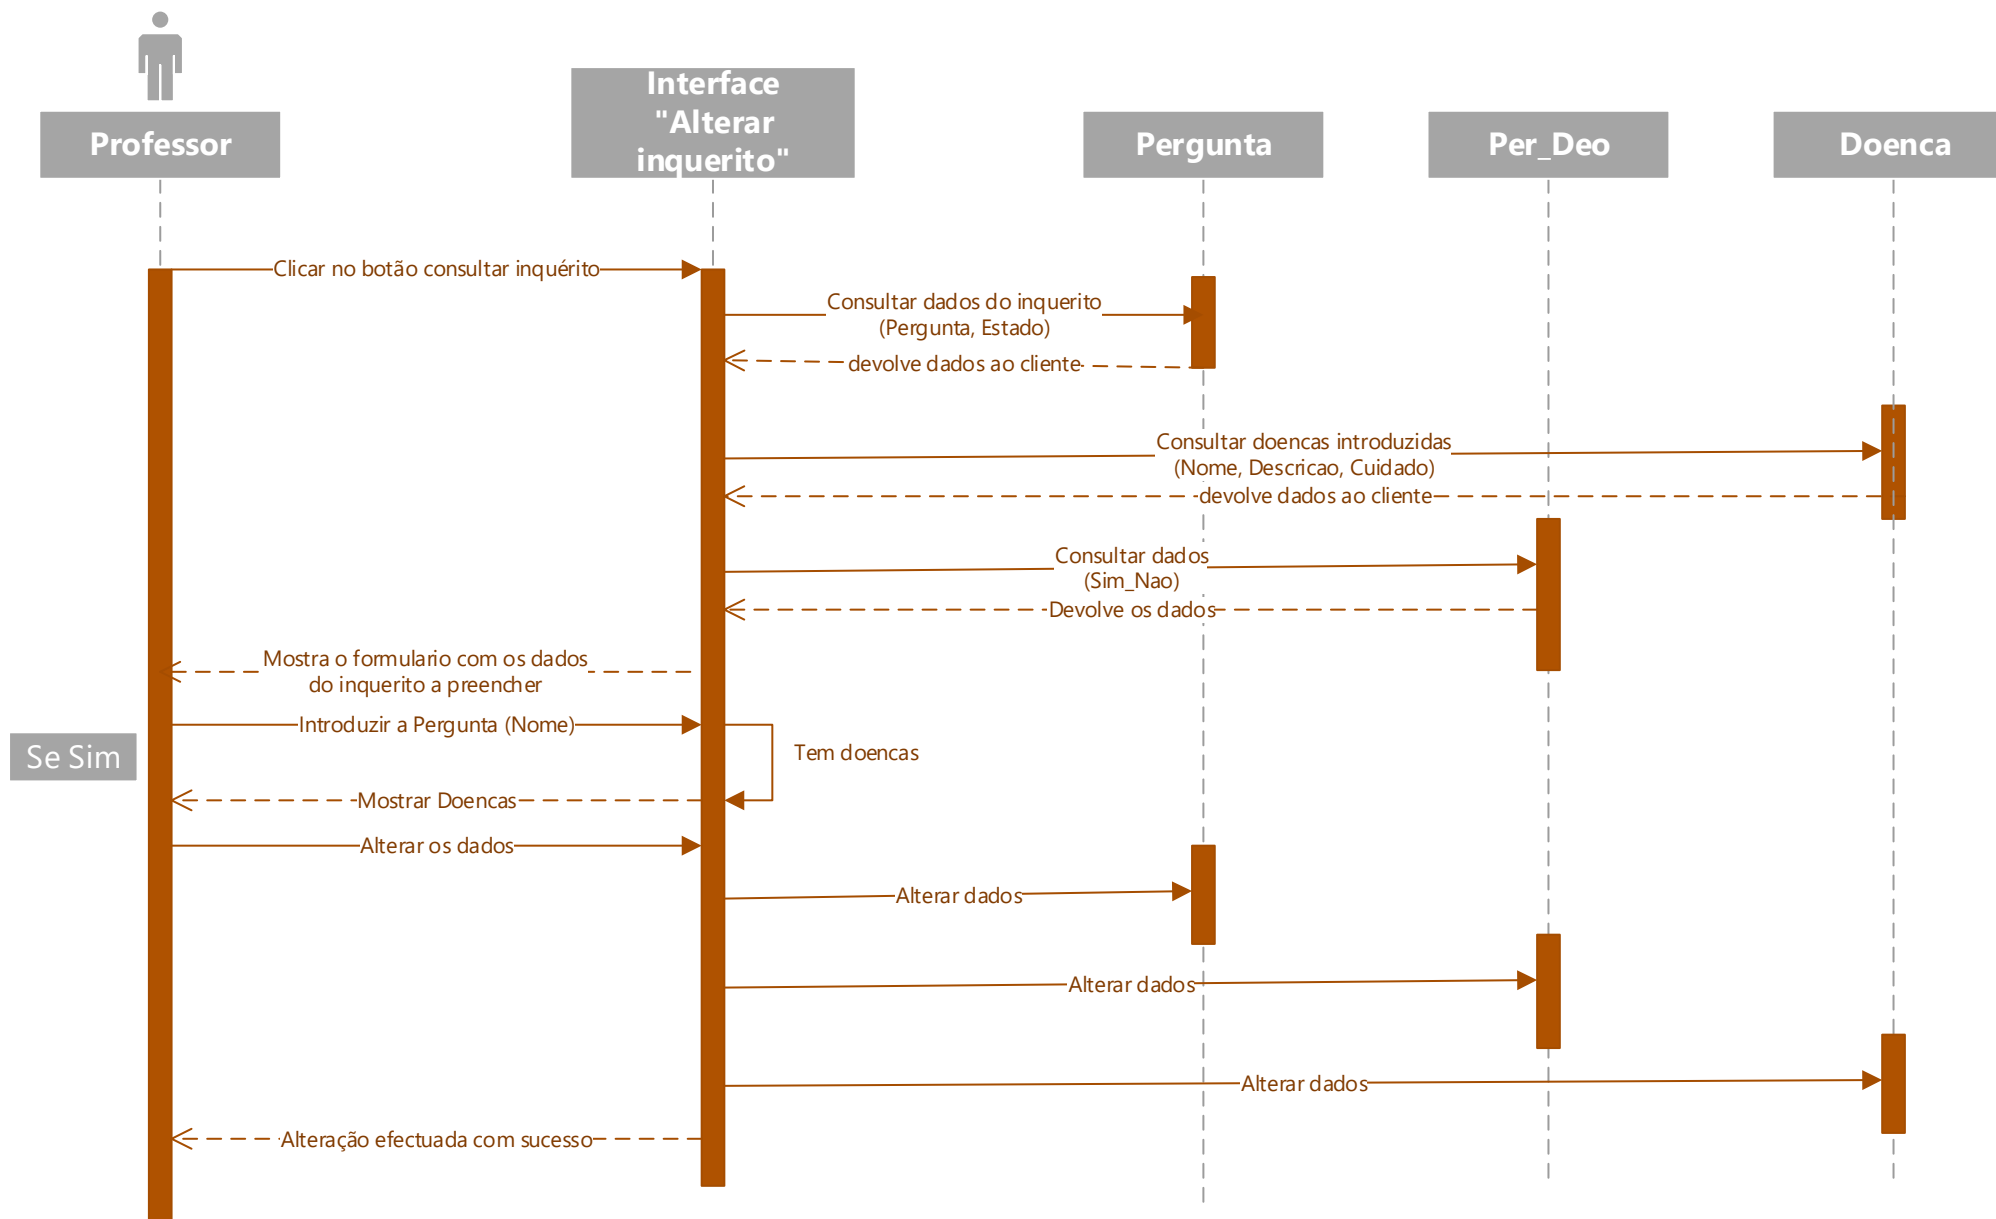 Professor
Interface
"Alterar
inquerito"
Pergunta
Per_Deo
Doenca
Clicar no botão consultar inquérito
Consultar dados do inquerito
(Pergunta, Estado)
devolve dados ao cliente
Consultar doencas introduzidas
(Nome, Descricao, Cuidado)
devolve dados ao cliente
Consultar dados
(Sim_Nao)
Devolve os dados
Mostra o formulario com os dados
do inquerito a preencher
Introduzir a Pergunta (Nome)
Tem doencas
Se Sim
Mostrar Doencas
Alterar os dados
Alterar dados
Alterar dados
Alterar dados
Alteração efectuada com sucesso